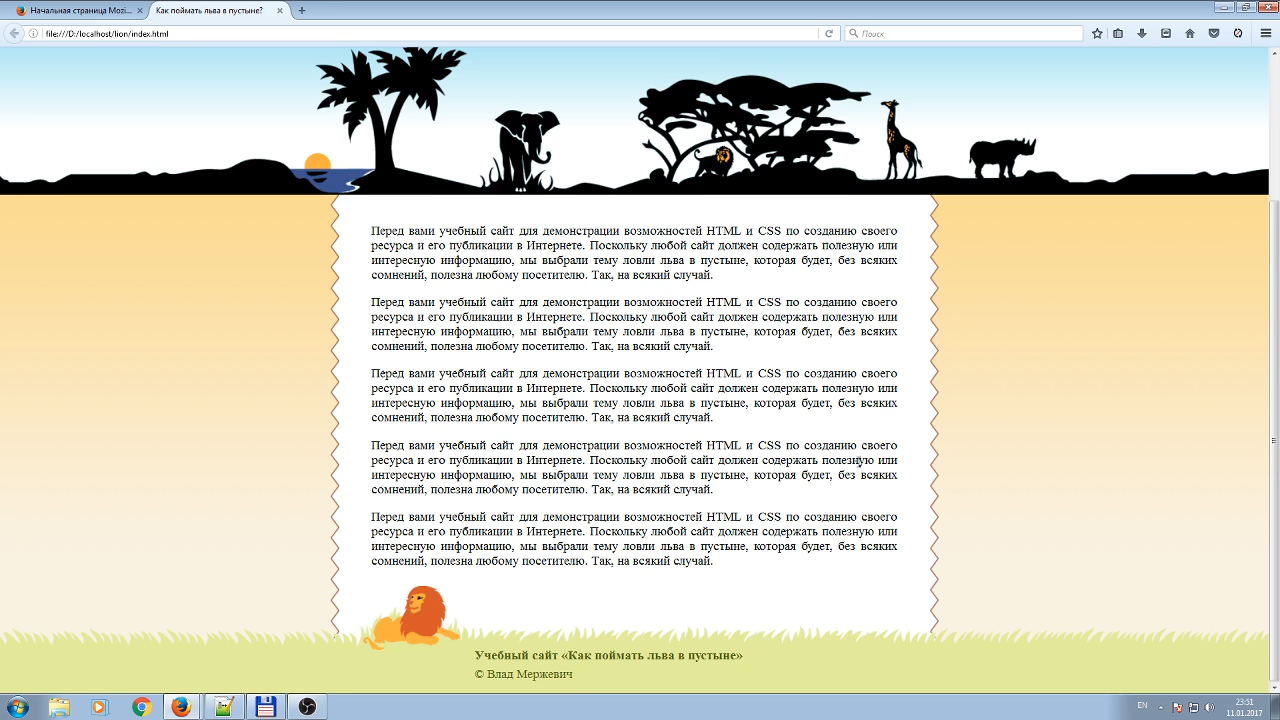 Начальная страница Mozi...
Как поймать льва в пустыне?
file:///D:/localhost/lion/index.html
Поиск
Перед вами учебный сайт для демонстрации возможностей HTML и CSS по созданию своего
ресурса и его публикации в Интернете. Поскольку любой сайт должен содержать полезную или
интересную информацию, мы выбрали тему ловли льва в пустыне, которая будет, без всяких
сомнений, полезна любому посетителю. Так, на всякий случай.
Перед вами учебный сайт для демонстрации возможностей HTML и CSS по созданию своего
ресурса и его публикации в Интернете. Поскольку любой сайт должен содержать полезную или
интересную информацию, мы выбрали тему ловли льва в пустыне, которая будет, без всяких
сомнений, полезна любому посетителю. Так, на всякий случай.
Перед вами учебный сайт для демонстрации возможностей HTML и CSS по созданию своего
ресурса и его публикации в Интернете. Поскольку любой сайт должен содержать полезную или
интересную информацию, мы выбрали тему ловли льва в пустыне, которая будет, без всяких
сомнений, полезна любому посетителю. Так, на всякий случай.
Перед вами учебный сайт для демонстрации возможностей HTML и CSS по созданию своего
ресурса и его публикации в Интернете. Поскольку любой сайт должен содержать полезную или
интересную информацию, мы выбрали тему ловли льва в пустыне, которая будет, без всяких
сомнений, полезна любому посетителю. Так, на всякий случай.
Перед вами учебный сайт для демонстрации возможностей HTML и CSS по созданию своего
ресурса и его публикации в Интернете. Поскольку любой сайт должен содержать полезную или
интересную информацию, мы выбрали тему ловли льва в пустыне, которая будет, без всяких
сомнений, полезна любому посетителю. Так, на всякий случай.
Учебный сайт «Как поймать льва в пустыне»
© Влад Мержевич
EN
23:51
11.01.2017